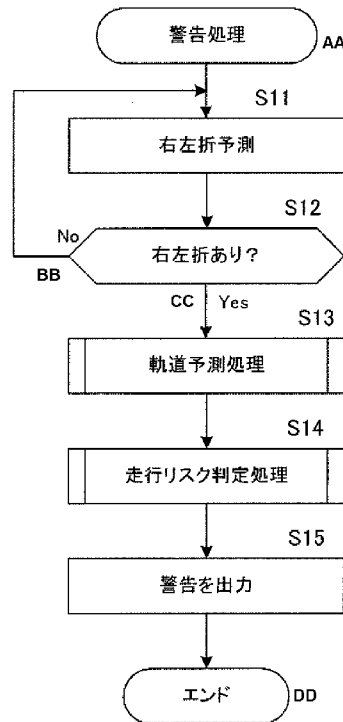 警告処理
AA
S11
右左折予測
S12
右左折あり?
No
BB
CC Yes
S13
軌道予測処理
S14
走行リスク判定処理
S15
警告を出力
エンド
DD